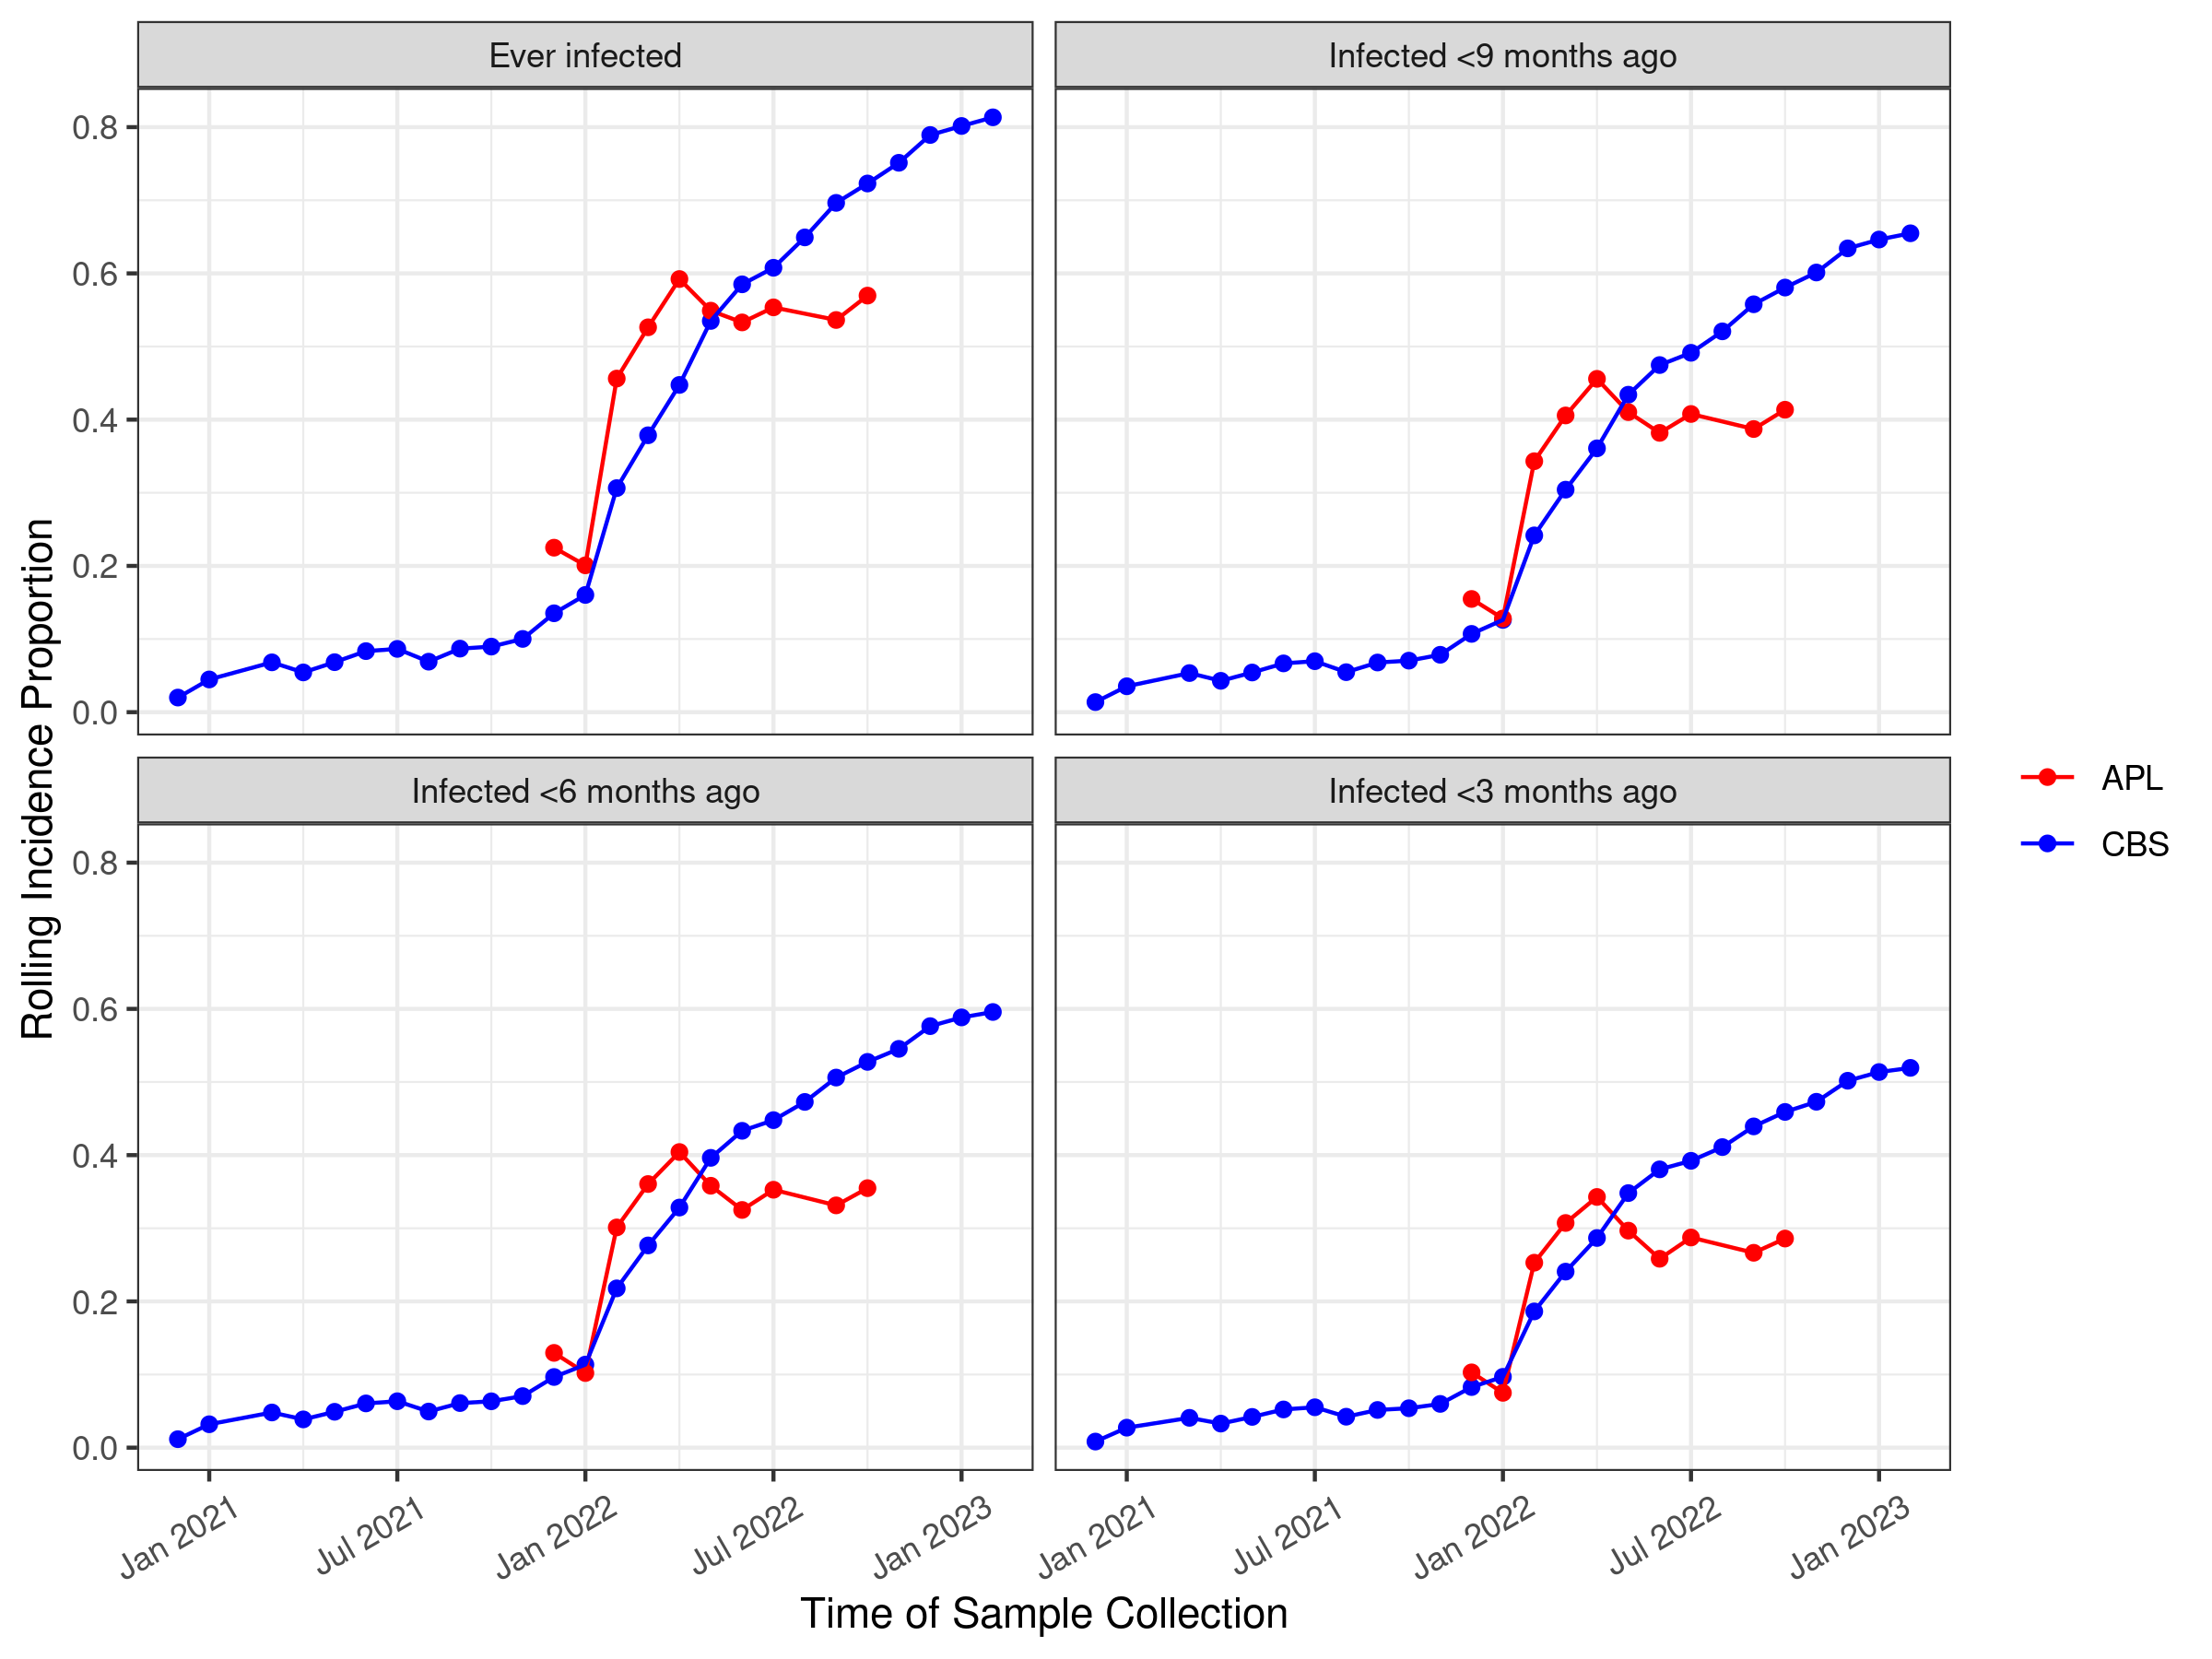 Ever infected
Infected <9 months ago
0.8
0.6
0.4
0.2
0.0
Infected <6 months ago
Infected <3 months ago
0.8
0.6
0.4
0.2
0.0
Rolling Incidence Proportion
Jan 2021
Jul 2021
Jan 2022
Jul 2022
Jan 2023
Jan 2021
Jul 2021
Jan 2022
Jul 2022
Jan 2023
Time of Sample Collection
APL
CBS